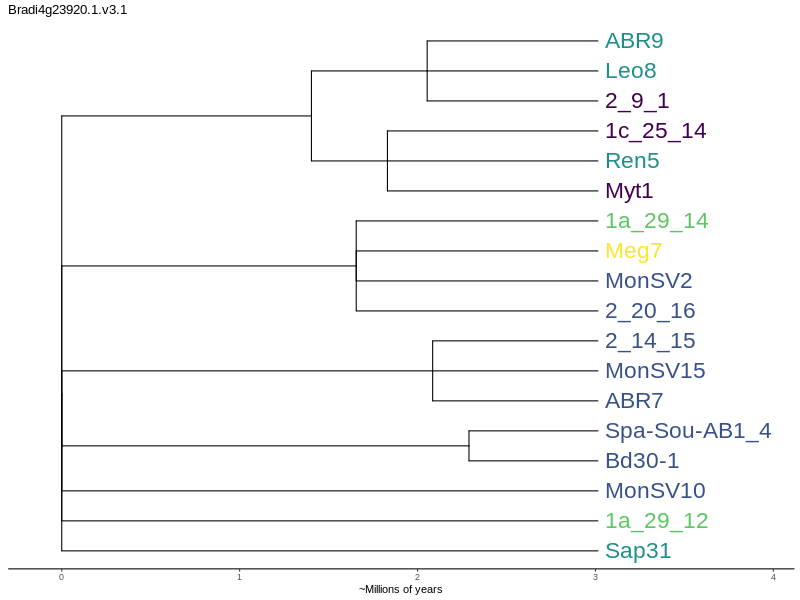 Bradi4g23920.1.v3.1
ABR9
Leo8
2_9_1
1c_25_14
Ren5
Myt1
1a_29_14
Meg7
MonSV2
2_20_16
2_14_15
MonSV15
ABR7
Spa-Sou-AB1_4
Bd30-1
MonSV10
1a_29_12
Sap31
0 1 2 3 4
~Millions of years